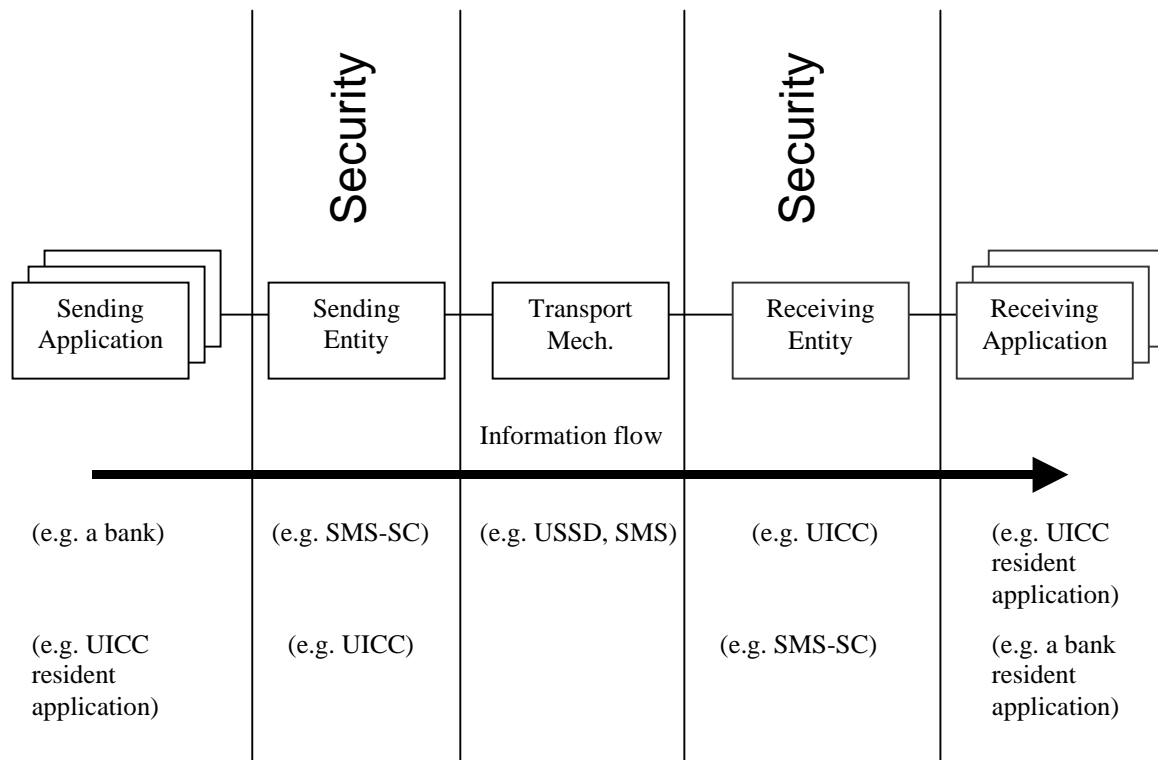 Security
Security
Sending
Application
Sending
Entity
Transport
Mech.
Receiving
Entity
Receiving
Application
Information flow
(e.g. a bank)
(e.g. SMS-SC)
(e.g. USSD, SMS)
(e.g. UICC)
(e.g. UICC
resident
application)
(e.g. UICC
resident
application)
(e.g. UICC)
(e.g. SMS-SC)
(e.g. a bank
resident
application)